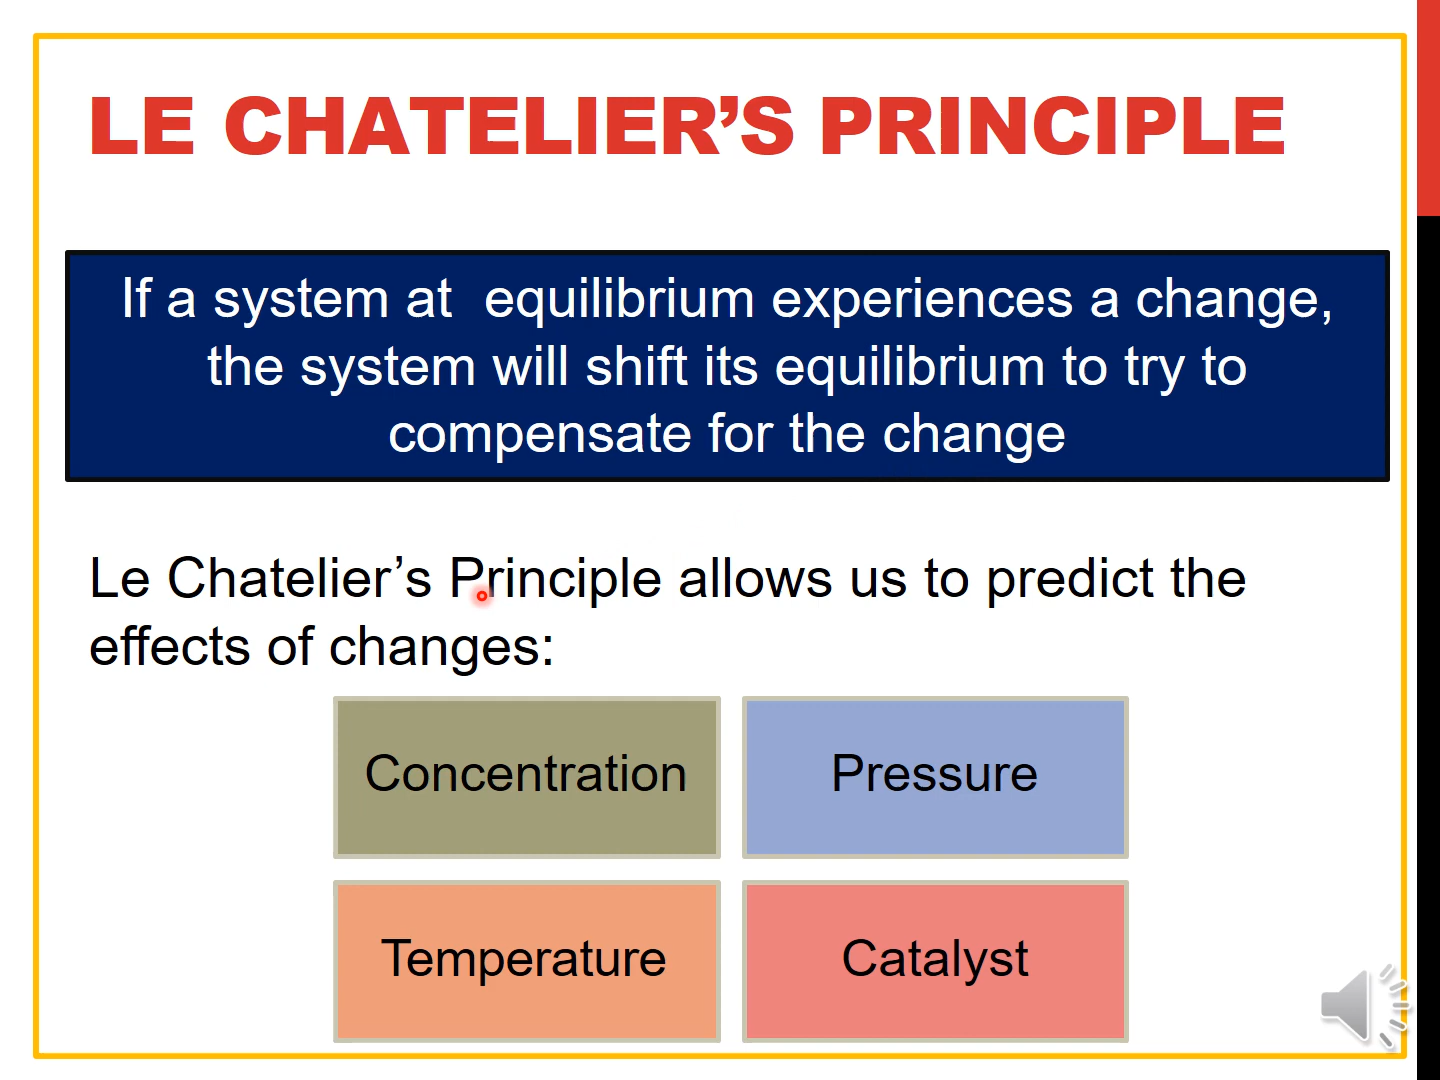 LE CHATELIER’S PRINCIPLE
If a system at  equilibrium experiences a change,
the system will shift its equilibrium to try to
compensate for the change
Le Chatelier’s Principle allows us to predict the
effects of changes:
Concentration
Pressure
Temperature
Catalyst